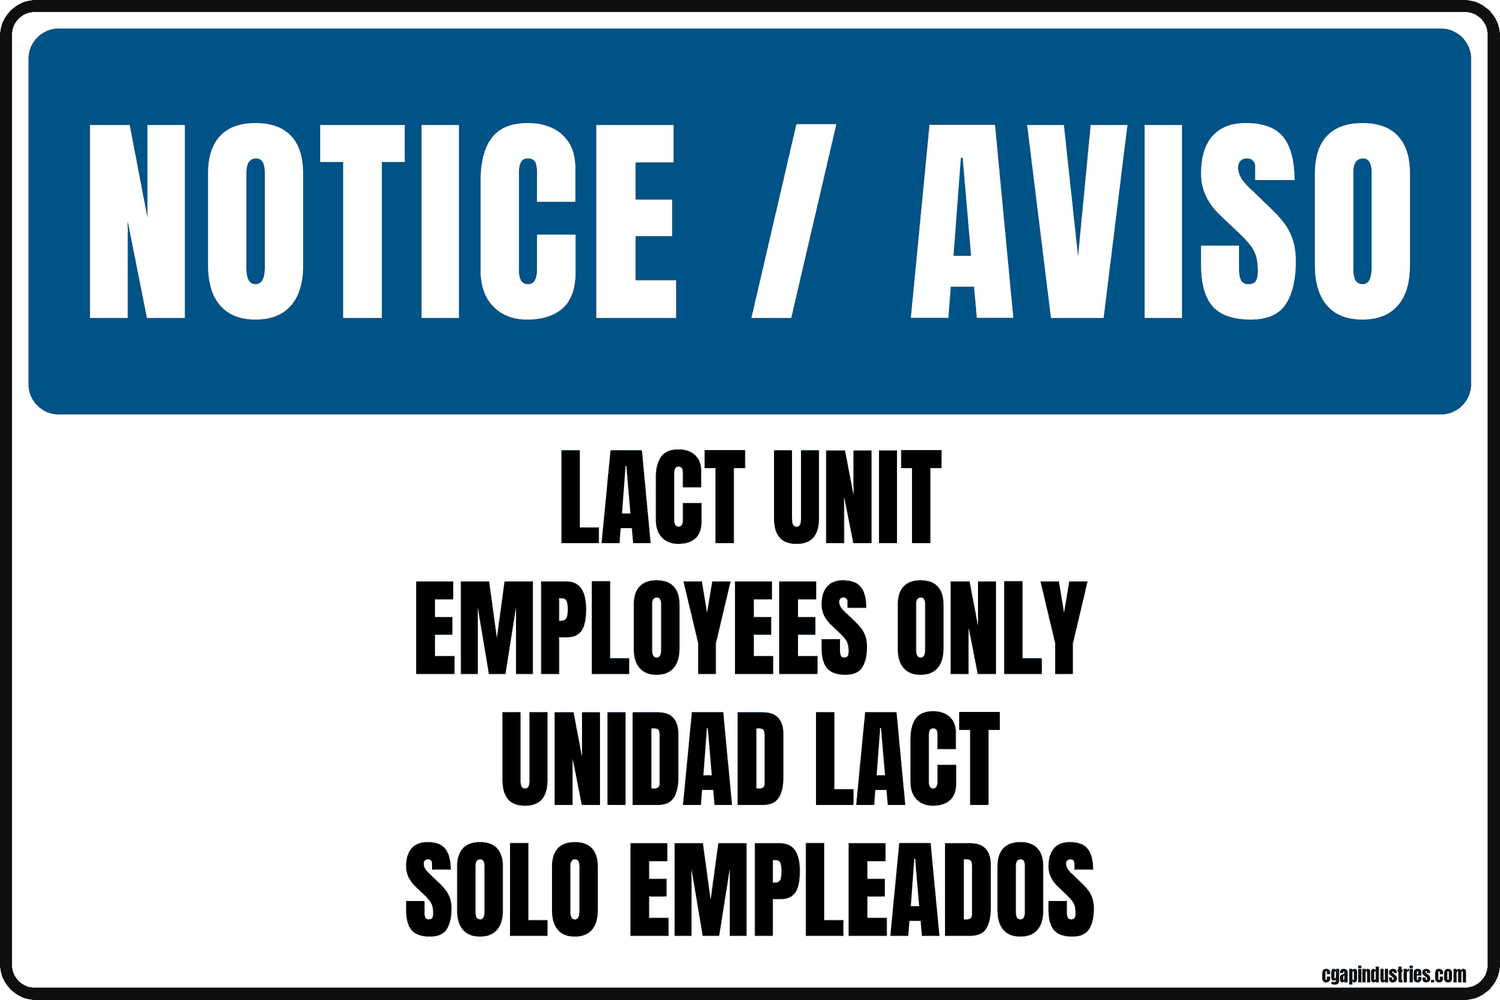 NOTICE / AVISO
LACT UNIT
EMPLOYEES ONLY
UNIDAD LACT
SOLO EMPLEADOS
cgapindustries.com